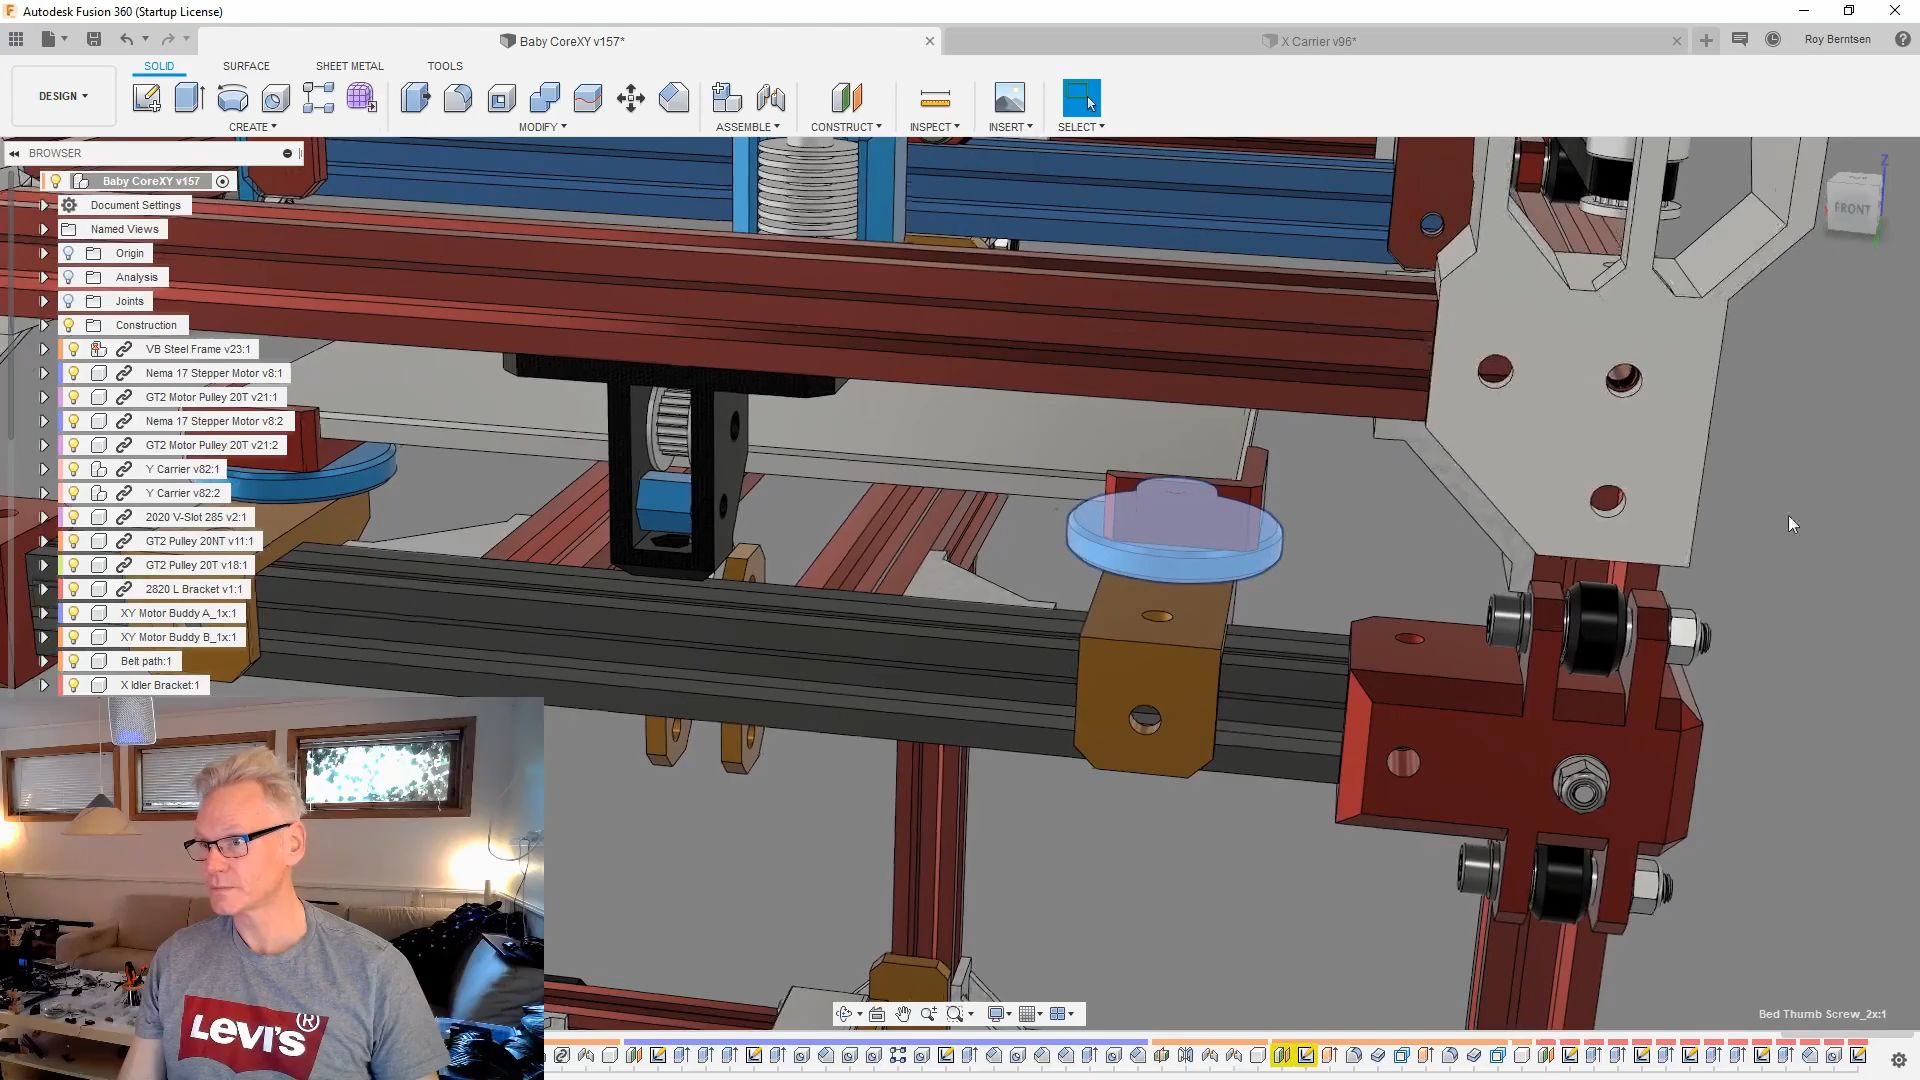 Autodesk Fusion 360 (Startup License)
Baby CoreXY v157*
X Carrier v96*
Roy Berntsen
SOLID
SURFACE
SHEET METAL
TOOLS
DESIGN
CREATE
MODIFY
ASSEMBLE
CONSTRUCT
INSPECT
INSERT
SELECT
BROWSER
Baby CoreXY v157
Document Settings
Named Views
Origin
Analysis
Joints
Construction
VB Steel Frame v23:1
Nema 17 Stepper Motor v8:1
GT2 Motor Pulley 20T v21:1
Nema 17 Stepper Motor v8:2
GT2 Motor Pulley 20T v21:2
Y Carrier v82:1
Y Carrier v82:2
2020 V-Slot 285 v2:1
GT2 Pulley 20NT v11:1
GT2 Pulley 20T v18:1
2820 L Bracket v1:1
XY Motor Buddy A_1x:1
XY Motor Buddy B_1x:1
Belt path:1
X Idler Bracket:1
Z
FRONT
LEVI'S®
Bed Thumb Screw_2x:1